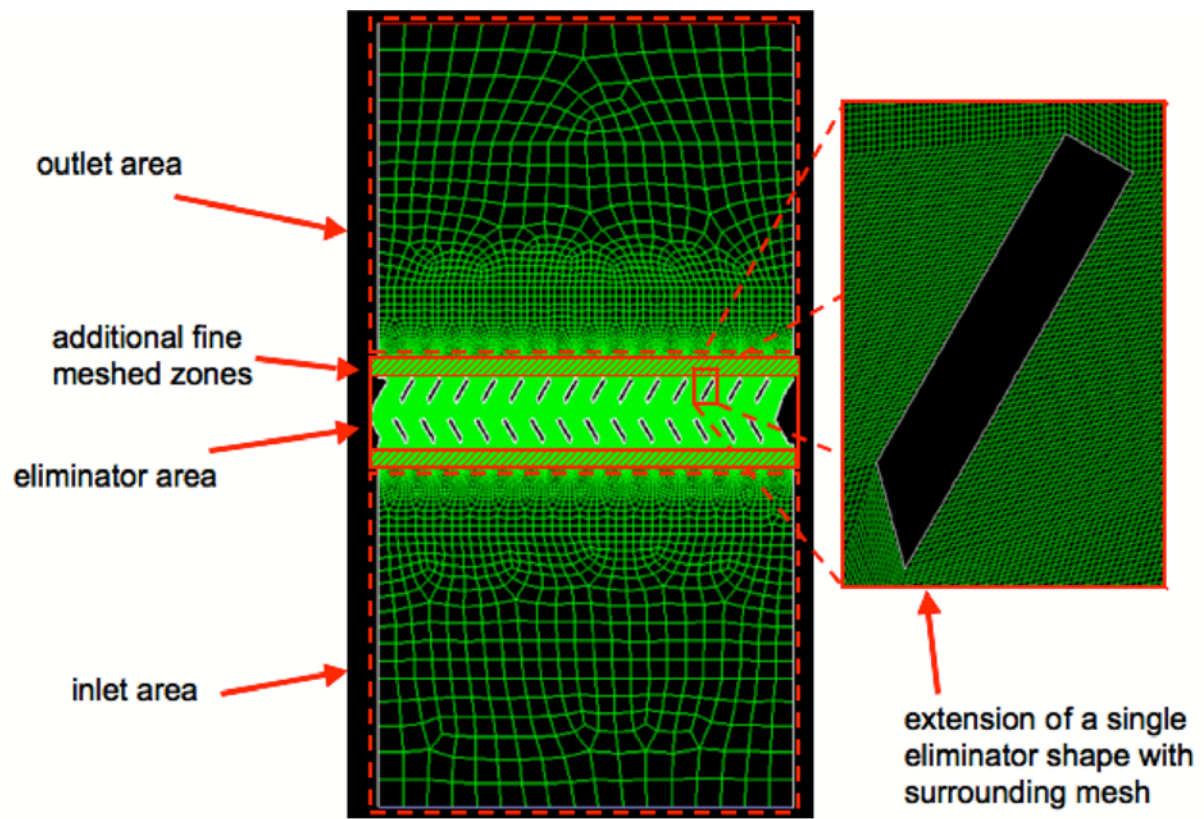 outlet area
additional fine
meshed zones
eliminator area
inlet area
extension of a single
eliminator shape with
surrounding mesh